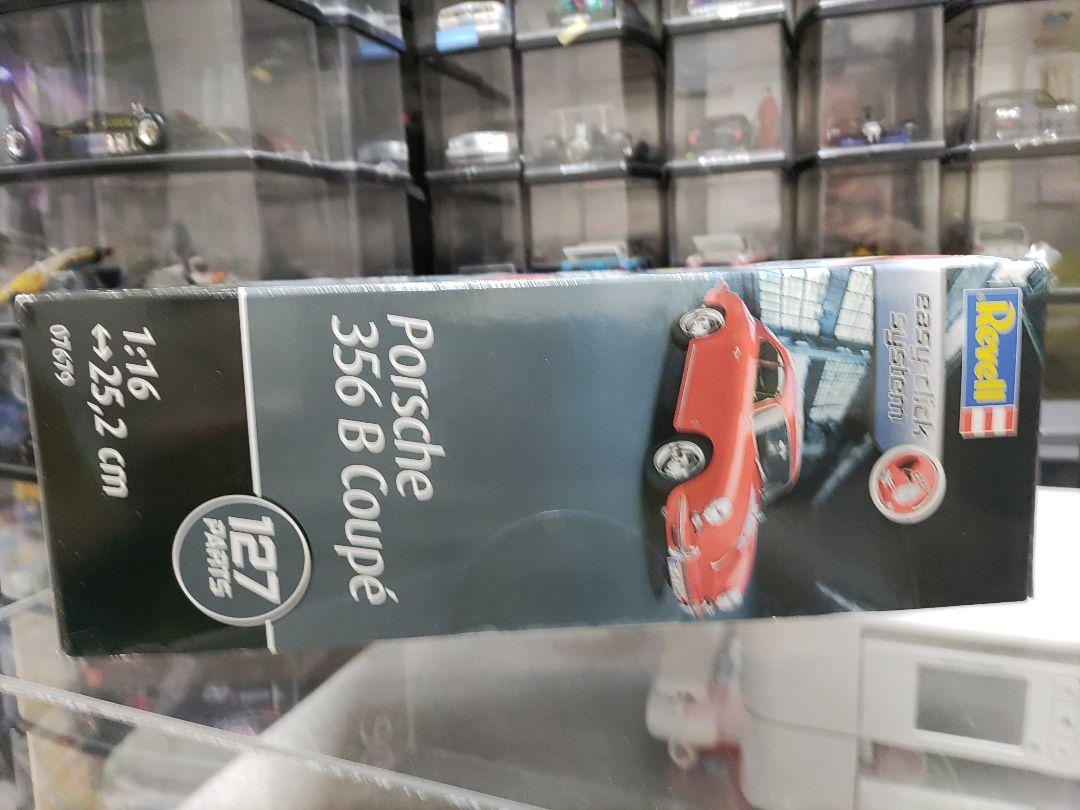 Revell
easy-click
system
Porsche
356 B Coupé
127
PARTS
1:16
↔25,2 cm
07679